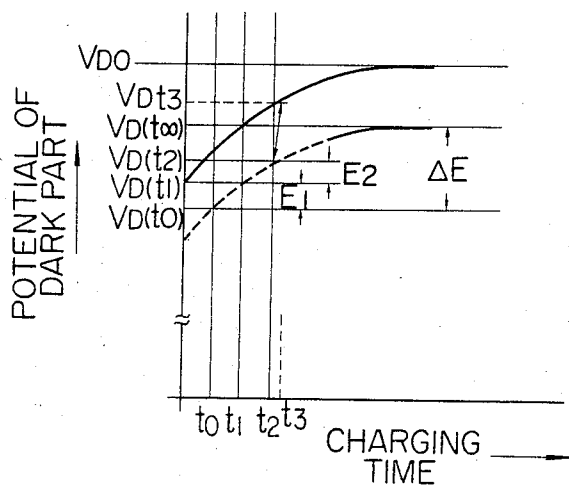 VDO
VDt3
VD(t∞)
VD(t2)
VD(t1)
VD(t0)
POTENTIAL OF
DARK PART
E1
E2
ΔE
t0 t1 t2 t3
CHARGING
TIME